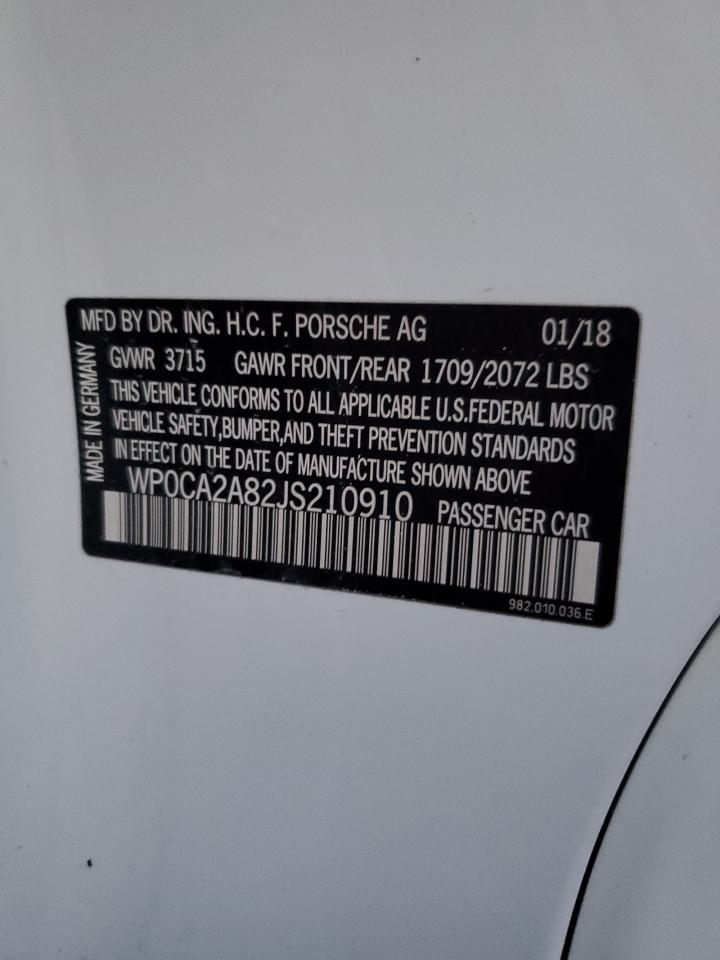 MFD BY DR. ING. H.C. F. PORSCHE AG 01/18
MADE IN GERMANY
GVWR 3715 GAWR FRONT/REAR 1709/2072 LBS
THIS VEHICLE CONFORMS TO ALL APPLICABLE U.S.FEDERAL MOTOR
VEHICLE SAFETY,BUMPER,AND THEFT PREVENTION STANDARDS
IN EFFECT ON THE DATE OF MANUFACTURE SHOWN ABOVE
WP0CA2A82JS210910 PASSENGER CAR
982.010.036.E